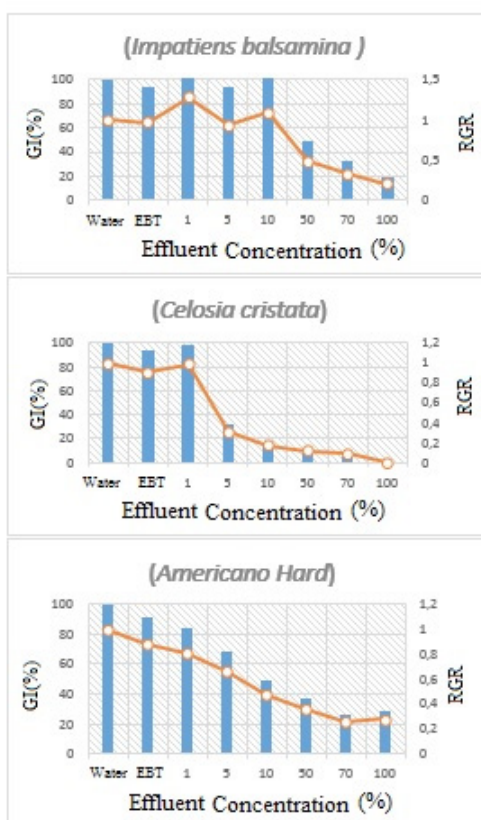 (Impatiens balsamina )
100
80
60
40
20
0
GI(%)
1,5
1
0,5
0
RGR
Water EBT 1 5 10 50 70 100
Effluent Concentration (%)
(Celosia cristata)
100
80
60
40
20
0
GI(%)
1,2
1
0,8
0,6
0,4
0,2
0
RGR
Water EBT 1 5 10 50 70 100
Effluent Concentration (%)
(Americano Hard)
100
80
60
40
20
0
GI(%)
1,2
1
0,8
0,6
0,4
0,2
0
RGR
Water EBT 1 5 10 50 70 100
Effluent Concentration (%)